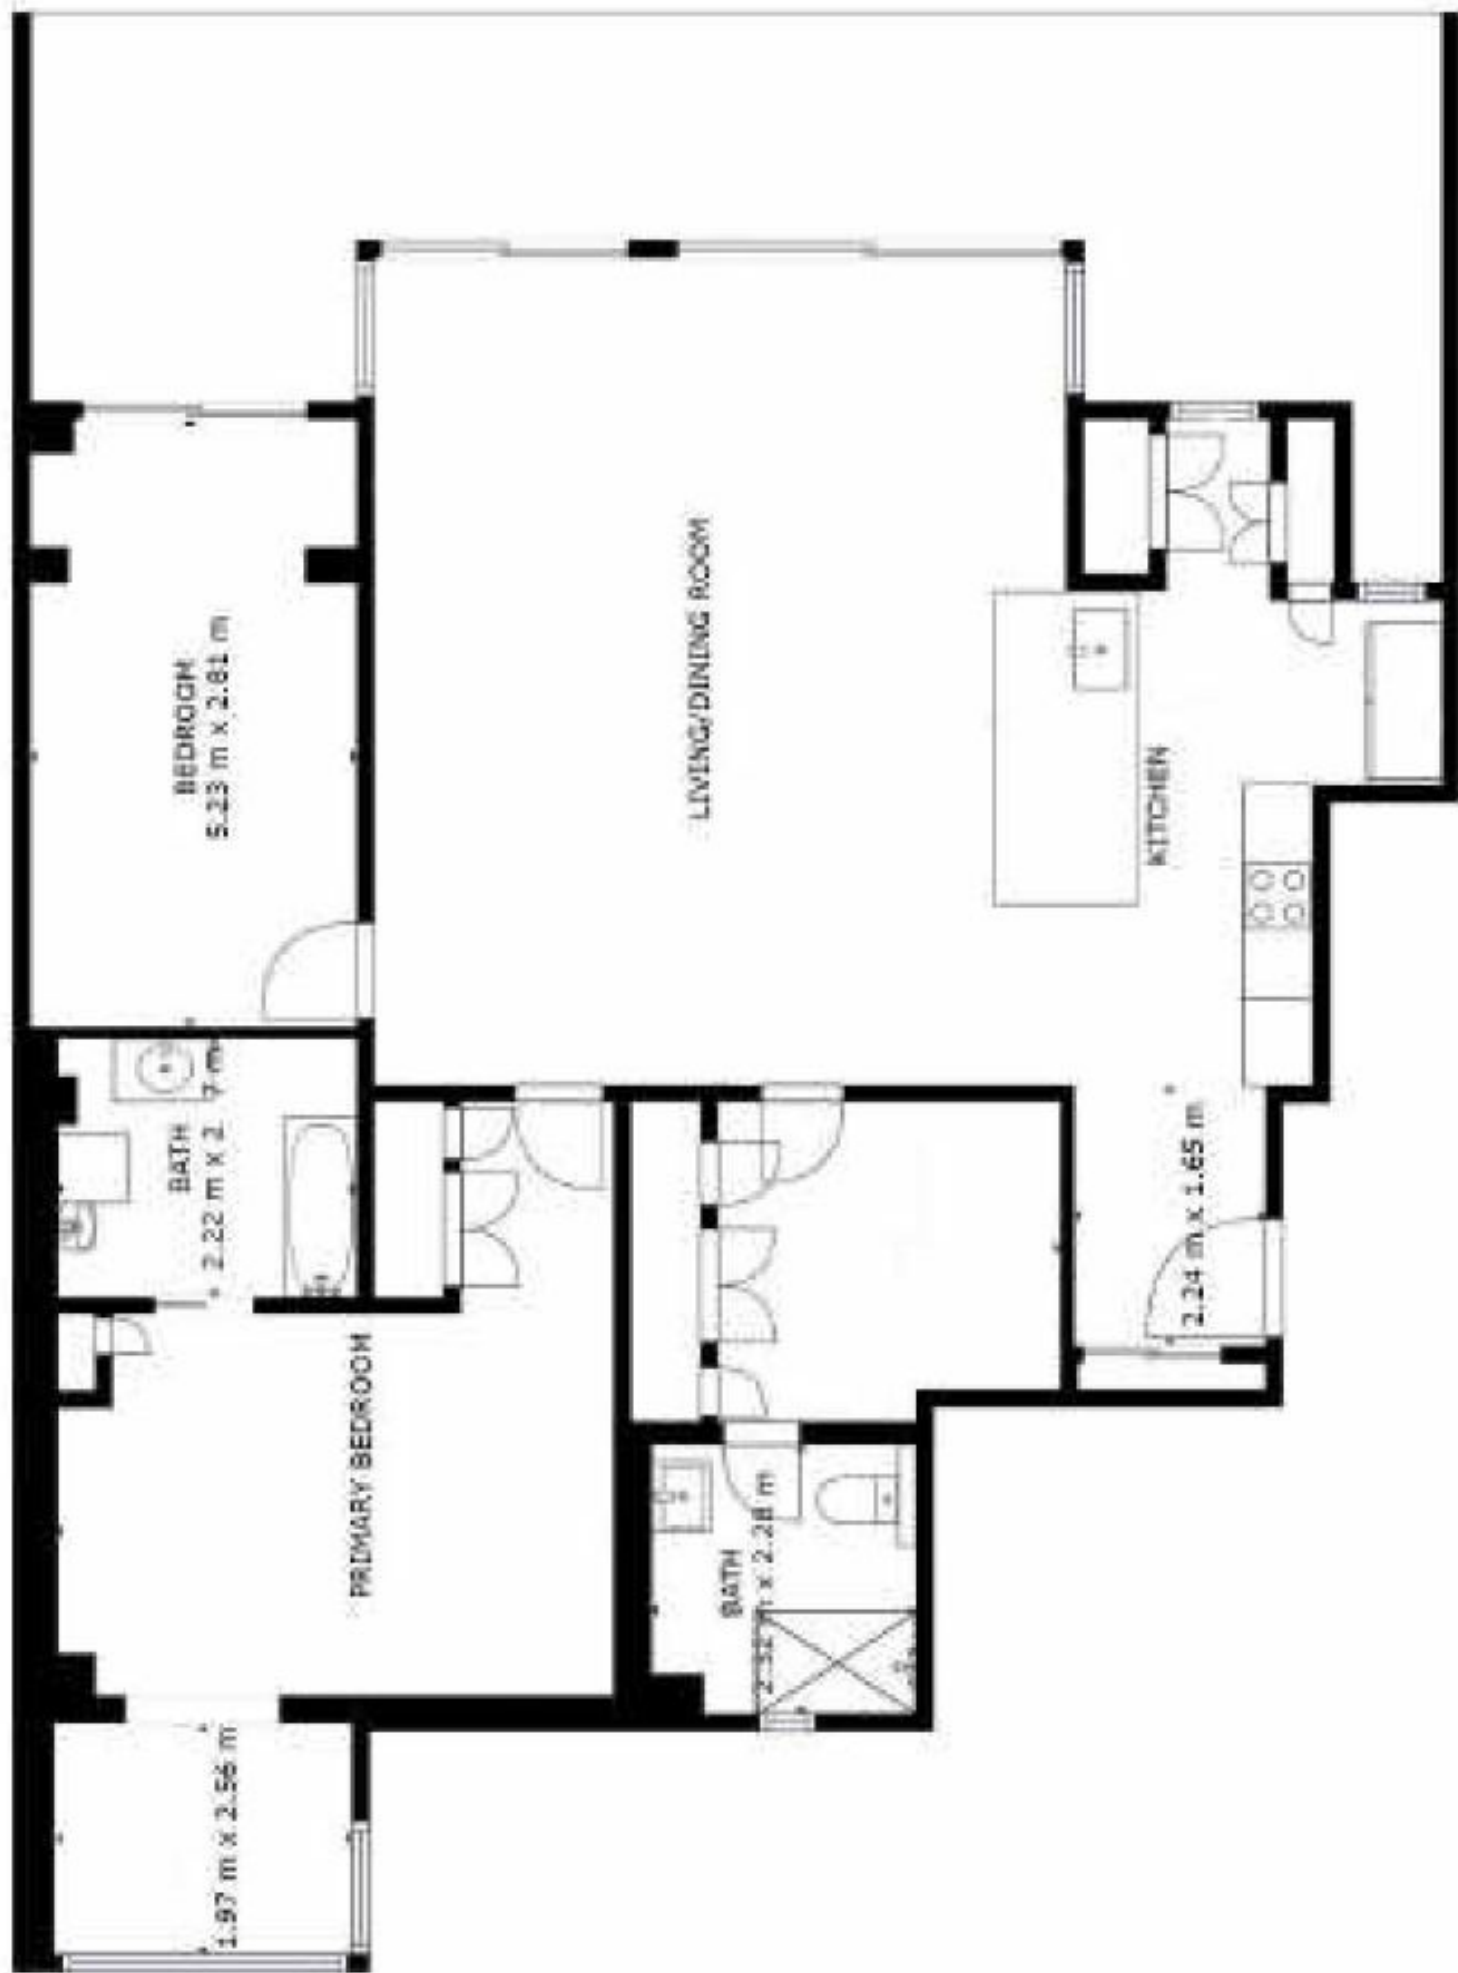 BEDROOM
5.23 m x 2.81 m
LIVING/DINING ROOM
KITCHEN
BATH
2.22 m x 2 7 m
2.24 m x 1.65 m
PRIMARY BEDROOM
BATH
x 2.28 m
1.97 m x 2.56 m